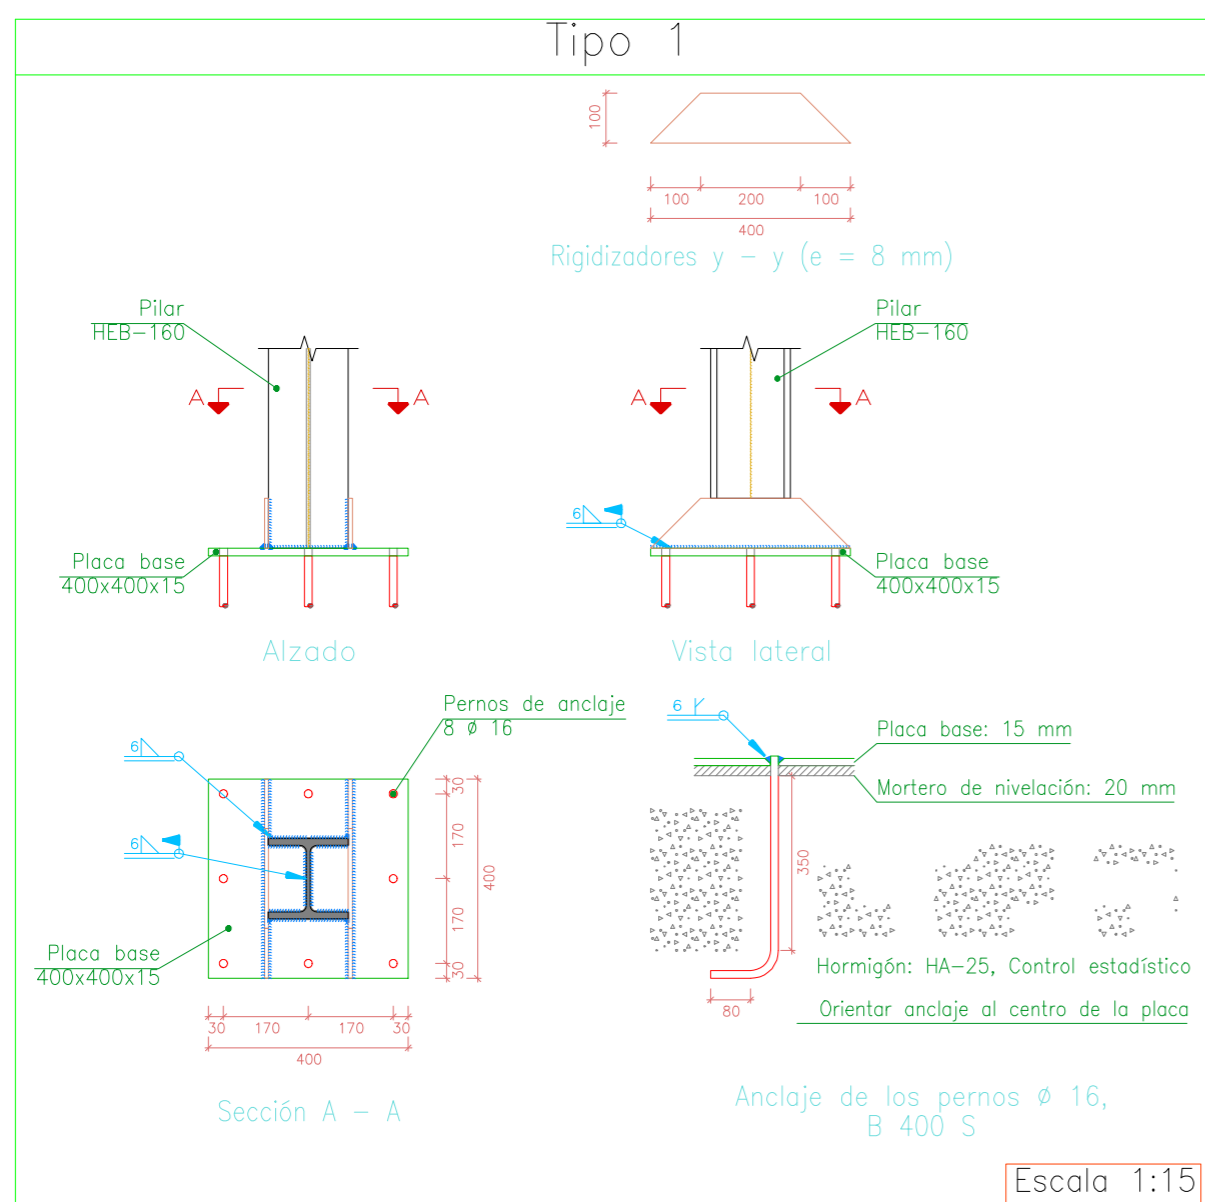 Tipo 1
100
100 200 100
400
Rigidizadores y - y (e = 8 mm)
Pilar
HEB-160
Pilar
HEB-160
A A
A A
6
Placa base
400x400x15
Placa base
400x400x15
Alzado
Vista lateral
Pernos de anclaje
8 ø 16
6
6
Placa base
400x400x15
30
170
170
30
400
30 170 170 30
400
Sección A - A
6
Placa base: 15 mm
Mortero de nivelación: 20 mm
350
Hormigón: HA-25, Control estadístico
80
Orientar anclaje al centro de la placa
Anclaje de los pernos ø 16,
B 400 S
Escala 1:15